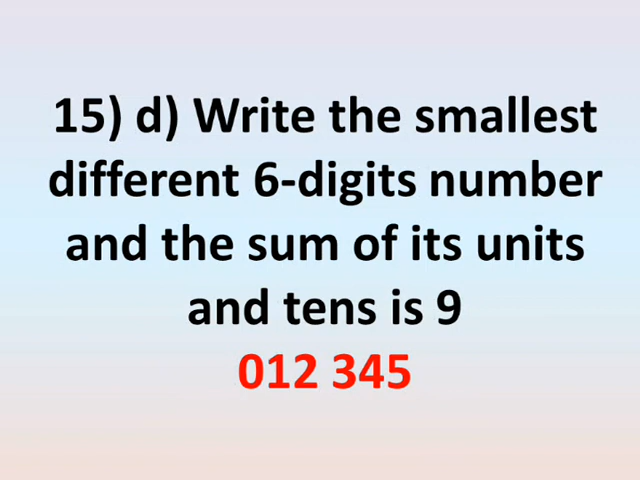 15) d) Write the smallest
different 6-digits number
and the sum of its units
and tens is 9
012 345